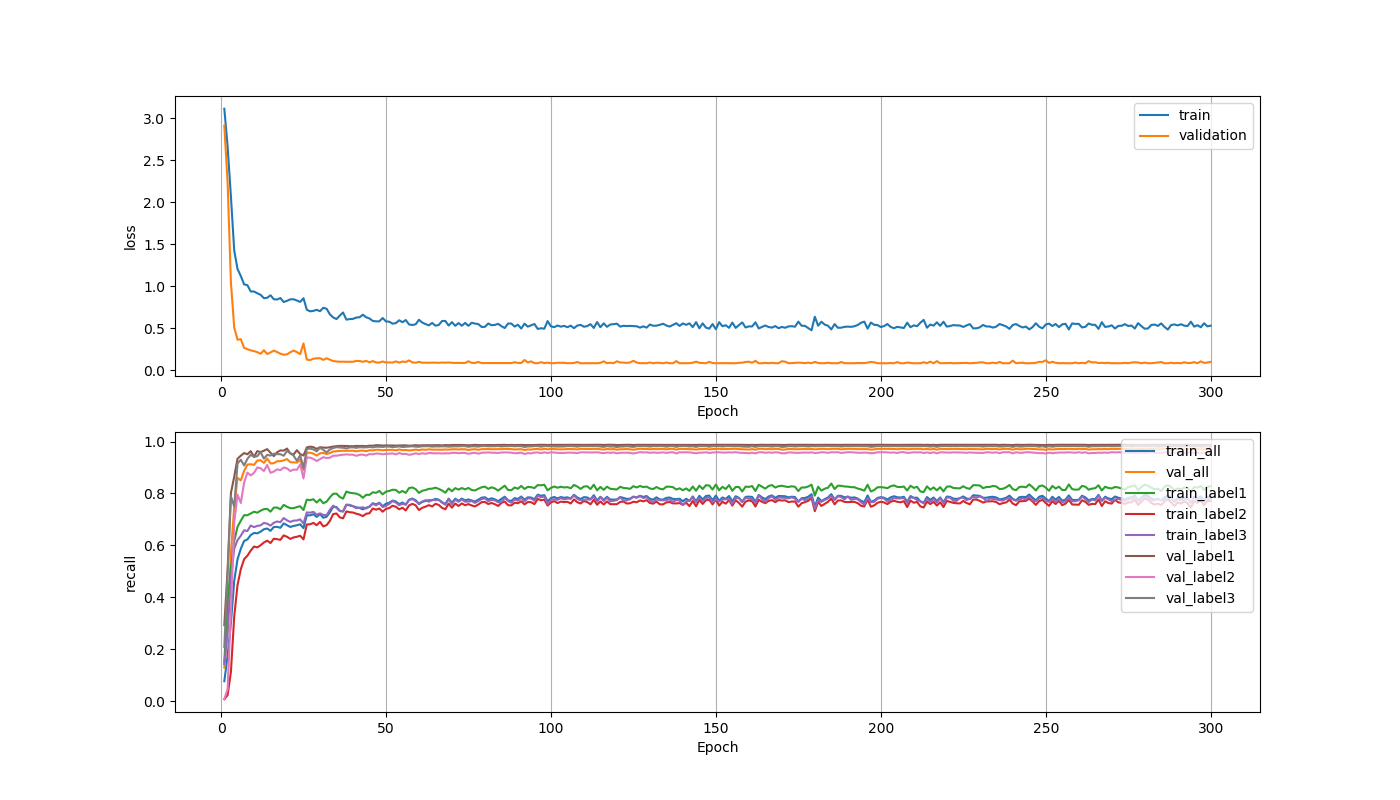 3.0
2.5
2.0
1.5
1.0
0.5
0.0
loss
train
validation
0 50 100 150 200 250 300
Epoch
1.0
0.8
0.6
0.4
0.2
0.0
recall
train_all
val_all
train_label1
train_label2
train_label3
val_label1
val_label2
val_label3
0 50 100 150 200 250 300
Epoch